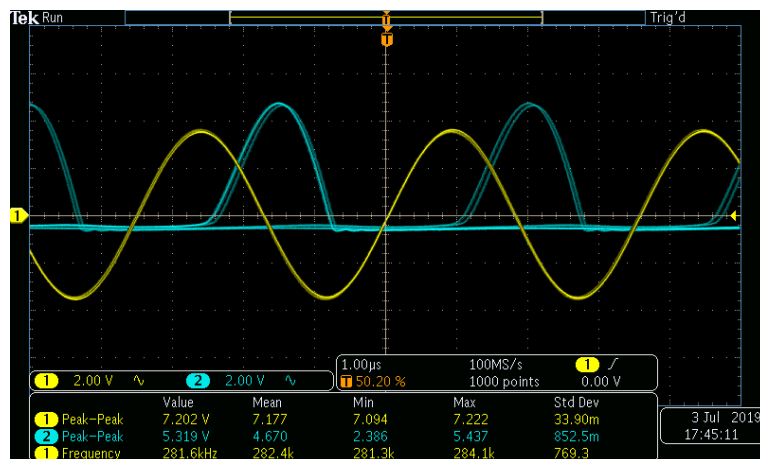 Tek Run Trig'd
T
T
1
1.00µs 100MS/s 1 ∫
1 2.00 V ∿ 2 2.00 V ∿ T 50.20 % 1000 points 0.00 V
Value Mean Min Max Std Dev
1 Peak-Peak 7.202 V 7.177 7.094 7.222 33.90m
2 Peak-Peak 5.319 V 4.670 2.386 5.437 852.5m
1 Frequency 281.6kHz 282.4k 281.3k 284.1k 769.3
3 Jul 2019
17:45:11